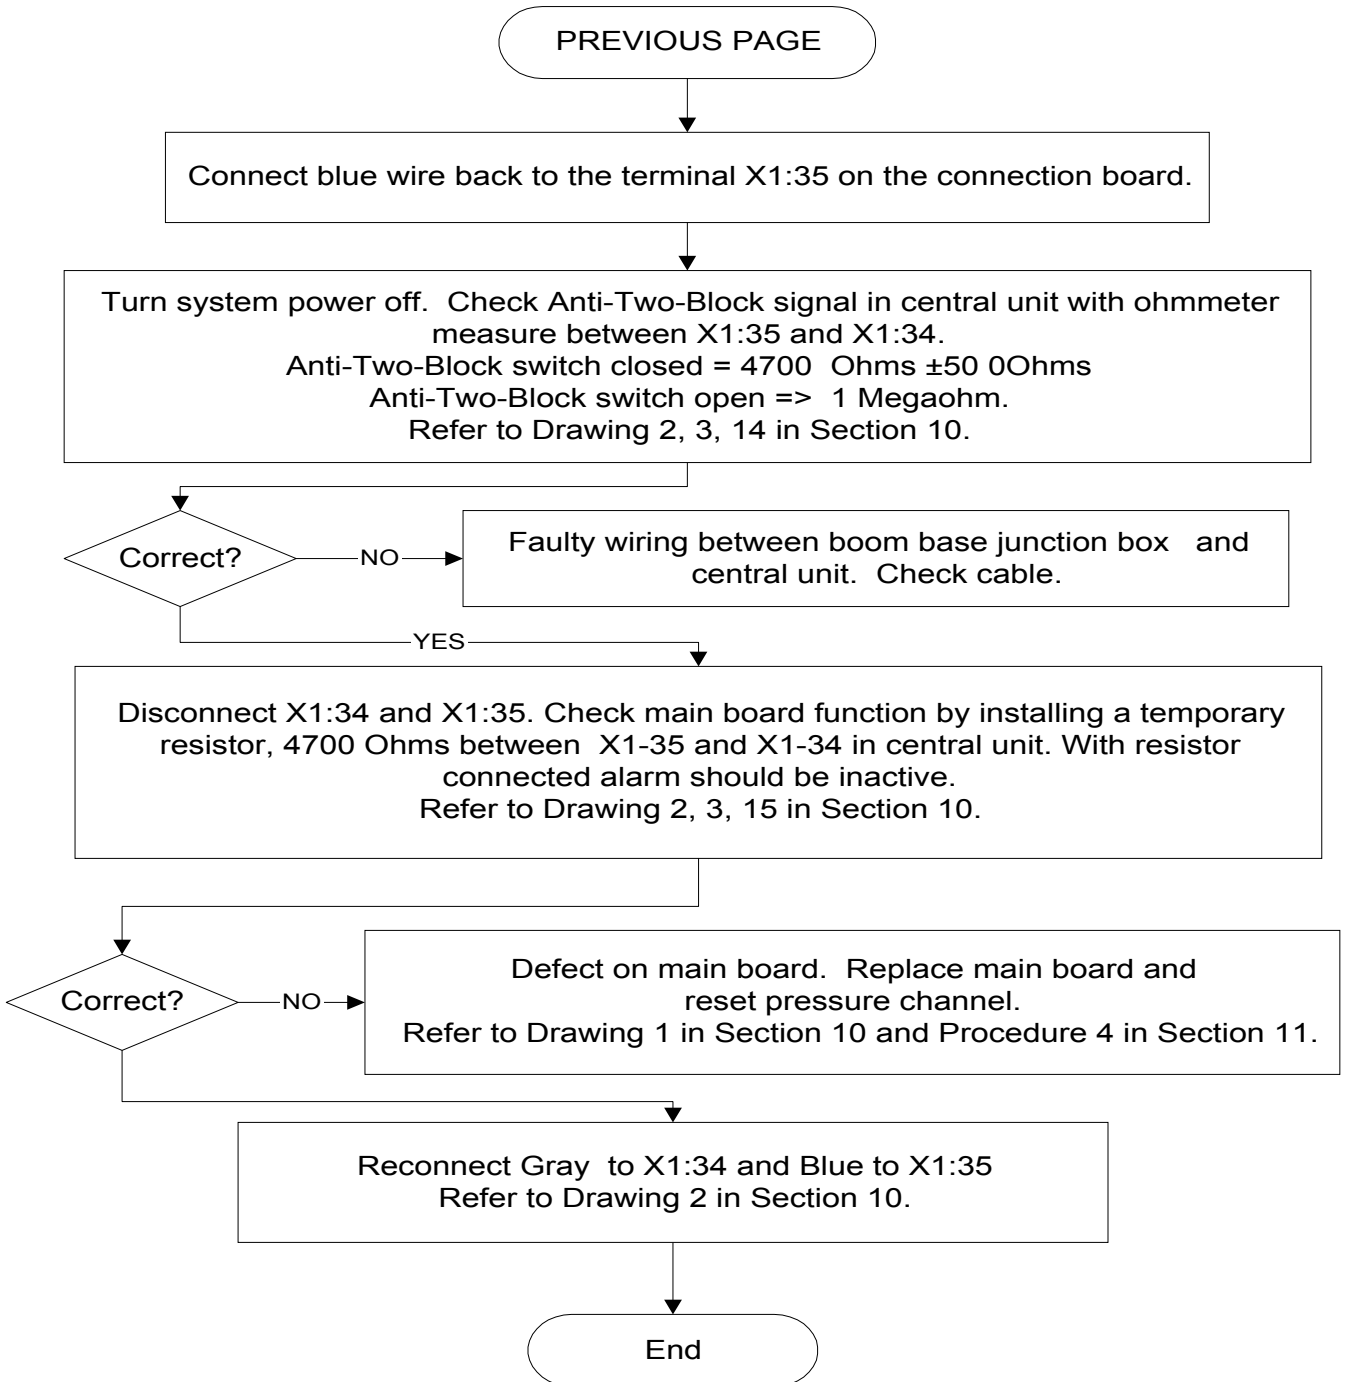 PREVIOUS PAGE
Connect blue wire back to the terminal X1:35 on the connection board.
Turn system power off.  Check Anti-Two-Block signal in central unit with ohmmeter
measure between X1:35 and X1:34.
Anti-Two-Block switch closed = 4700  Ohms ±50 0Ohms
Anti-Two-Block switch open =>  1 Megaohm.
Refer to Drawing 2, 3, 14 in Section 10.
Correct?
NO
Faulty wiring between boom base junction box   and
central unit.  Check cable.
YES
Disconnect X1:34 and X1:35. Check main board function by installing a temporary
resistor, 4700 Ohms between  X1-35 and X1-34 in central unit. With resistor
connected alarm should be inactive.
Refer to Drawing 2, 3, 15 in Section 10.
Correct?
NO
Defect on main board.  Replace main board and
reset pressure channel.
Refer to Drawing 1 in Section 10 and Procedure 4 in Section 11.
Reconnect Gray  to X1:34 and Blue to X1:35
Refer to Drawing 2 in Section 10.
End